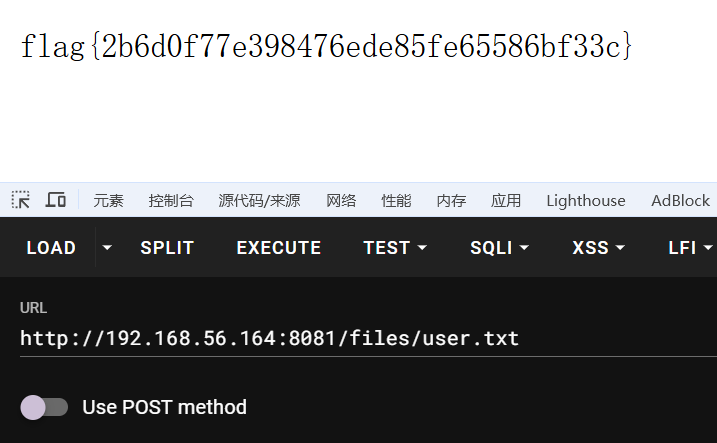 flag{2b6d0f77e398476ede85fe65586bf33c}
元素 控制台 源代码/来源 网络 性能 内存 应用 Lighthouse AdBlock
LOAD SPLIT EXECUTE TEST SQLI XSS LFI
URL
http://192.168.56.164:8081/files/user.txt
Use POST method